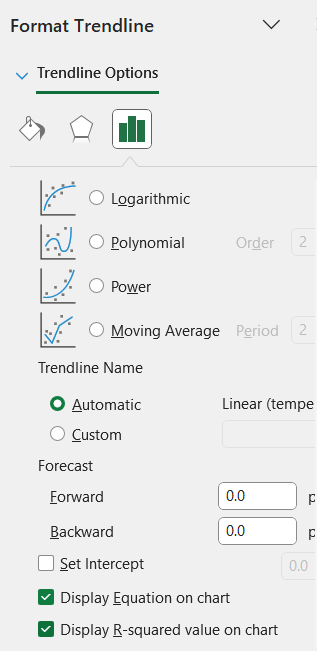 Format Trendline
Trendline Options
Logarithmic
Polynomial Order 2
Power
Moving Average Period 2
Trendline Name
Automatic Linear (tempe
Custom
Forecast
Forward 0.0 p
Backward 0.0 p
Set Intercept 0.0
Display Equation on chart
Display R-squared value on chart